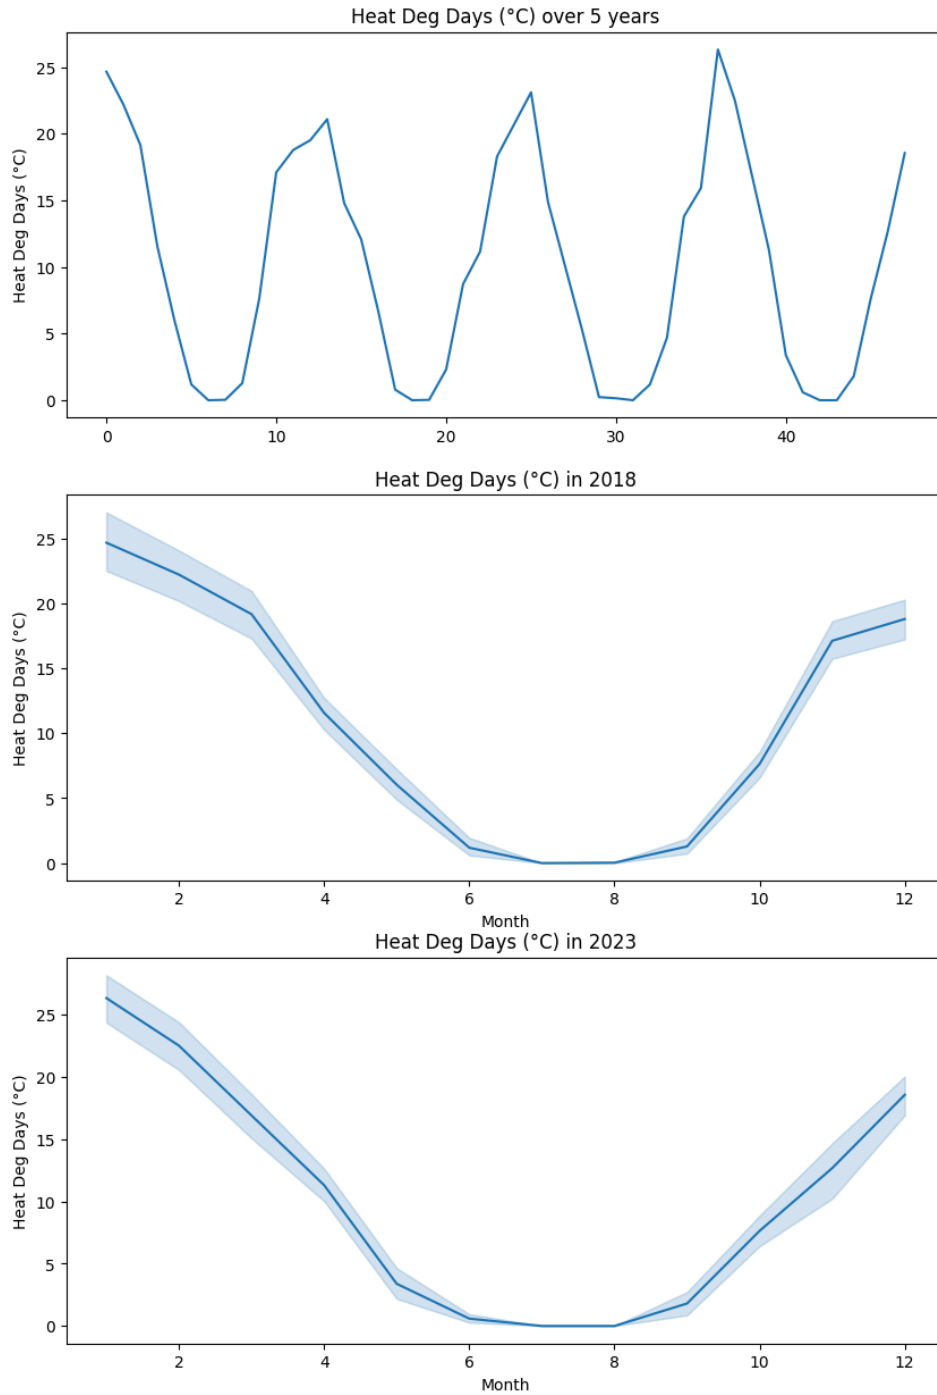 Heat Deg Days (°C) over 5 years
Heat Deg Days (°C)
25
20
15
10
5
0
0 10 20 30 40
Heat Deg Days (°C) in 2018
Heat Deg Days (°C)
25
20
15
10
5
0
2 4 6 8 10 12
Month
Heat Deg Days (°C) in 2023
Heat Deg Days (°C)
25
20
15
10
5
0
2 4 6 8 10 12
Month